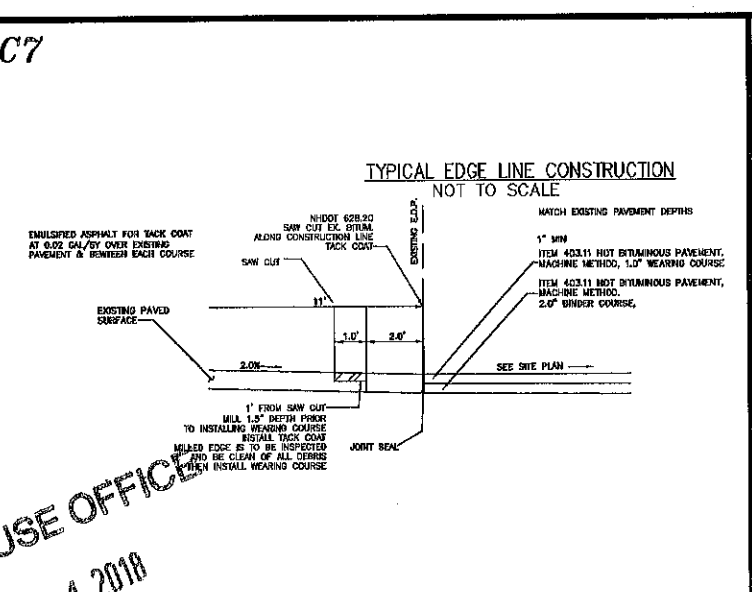 C7
TYPICAL EDGE LINE CONSTRUCTION
NOT TO SCALE
EMULSIFIED ASPHALT FOR TACK COAT
AT 0.02 GAL/SY OVER EXISTING
PAVEMENT & BEWTEEN EACH COURSE
NHDOT 628.20
SAW CUT EX. BITUM.
ALONG CONSTRUCTION LINE
TACK COAT
SAW CUT
EXISTING E.O.P.
MATCH EXISTING PAVEMENT DEPTHS
1" MIN
ITEM 403.11 HOT BITUMINOUS PAVEMENT,
MACHINE METHOD, 1.0" WEARING COURSE
ITEM 403.11 HOT BITUMINOUS PAVEMENT,
MACHINE METHOD.
2.0" BINDER COURSE,
EXISTING PAVED
SURFACE
11'
1.0'
2.0'
2.0%
SEE SITE PLAN
1' FROM SAW CUT
MILL 1.5" DEPTH PRIOR
TO INSTALLING WEARING COURSE
INSTALL TACK COAT
MILLED EDGE IS TO BE INSPECTED
AND BE CLEAN OF ALL DEBRIS
THEN INSTALL WEARING COURSE
JOINT SEAL
USE OFFICE
4 2018